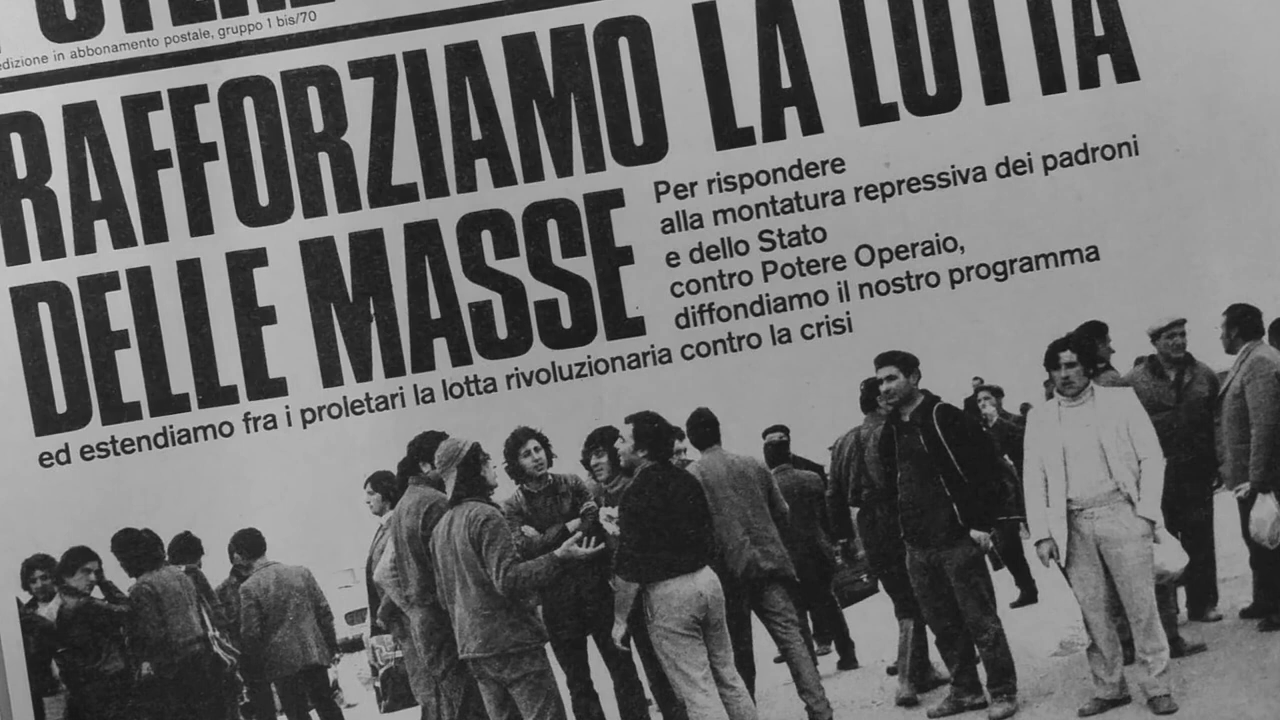 edizione in abbonamento postale, gruppo 1 bis/70
RAFFORZIAMO LA LOTTA
DELLE MASSE
Per rispondere
alla montatura repressiva dei padroni
e dello Stato
contro Potere Operaio,
diffondiamo il nostro programma
ed estendiamo fra i proletari la lotta rivoluzionaria contro la crisi